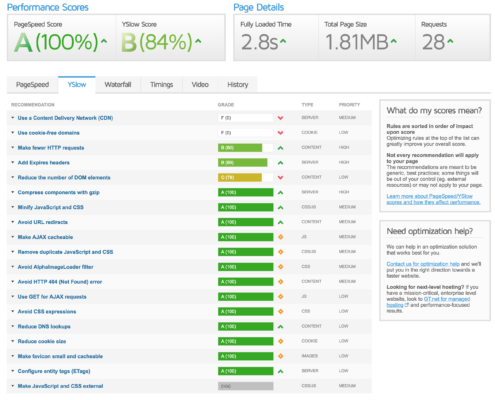 Performance Scores
Page Details
PageSpeed Score
YSlow Score
Fully Loaded Time
Total Page Size
Requests
A(100%)
B(84%)
2.8s
1.81MB
28
PageSpeed
YSlow
Waterfall
Timings
Video
History
RECOMMENDATION
GRADE
TYPE
PRIORITY
Use a Content Delivery Network (CDN)
F (0)
SERVER
MEDIUM
Use cookie-free domains
F (0)
COOKIE
LOW
Make fewer HTTP requests
CONTENT
HIGH
Add Expires headers
SERVER
HIGH
Reduce the number of DOM elements
CONTENT
LOW
Compress components with gzip
A (100)
SERVER
HIGH
Minify JavaScript and CSS
A (100)
CSS/JS
MEDIUM
Avoid URL redirects
A (100)
CONTENT
MEDIUM
Make AJAX cacheable
A (100)
JS
MEDIUM
Remove duplicate JavaScript and CSS
A (100)
CSS/JS
MEDIUM
Avoid AlphaImageLoader filter
A (100)
CSS
MEDIUM
Avoid HTTP 404 (Not Found) error
A (100)
CONTENT
MEDIUM
Use GET for AJAX requests
A (100)
JS
LOW
Avoid CSS expressions
A (100)
CSS
LOW
Reduce DNS lookups
A (100)
CONTENT
LOW
Reduce cookie size
A (100)
COOKIE
LOW
Make favicon small and cacheable
A (100)
IMAGES
LOW
Configure entity tags (ETags)
A (100)
SERVER
LOW
Make JavaScript and CSS external
CSS/JS
MEDIUM
What do my scores mean?
Rules are sorted in order of impact
upon score
Optimizing rules at the top of the list can
greatly improve your overall score.
Not every recommendation will apply
to your page
The recommendations are meant to be
generic, best practices; some things will
be out of your control (eg. external
resources) or may not apply to your page.
Learn more about PageSpeed/YSlow
scores and how they affect performance.
Need optimization help?
We can help in an optimization solution
that works best for you.
Contact us for optimization help and we'll
put you in the right direction towards a
faster website.
Looking for next-level hosting? If you
have a mission-critical, enterprise level
website, look to GT.net for managed
hosting and performance-focused
results.